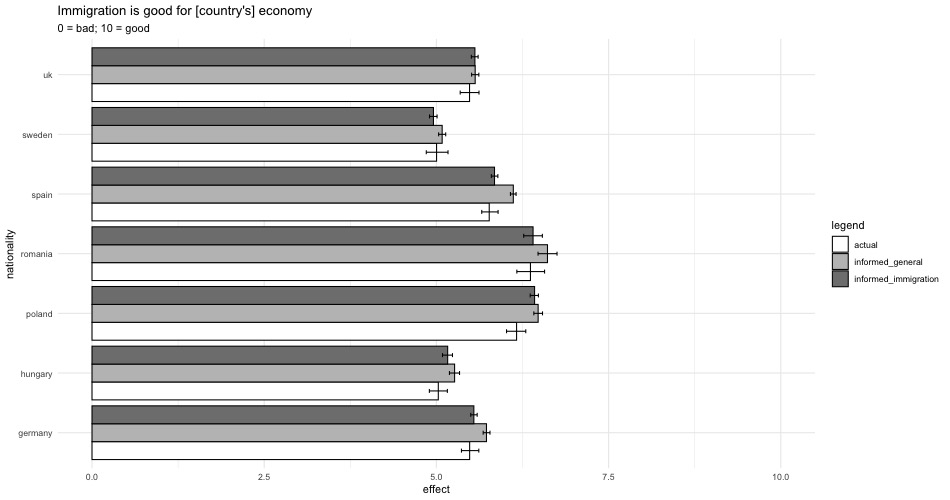 Immigration is good for [country's] economy
0 = bad; 10 = good
nationality
uk
sweden
spain
romania
poland
hungary
germany
0.0 2.5 5.0 7.5 10.0
effect
legend
actual
informed_general
informed_immigration